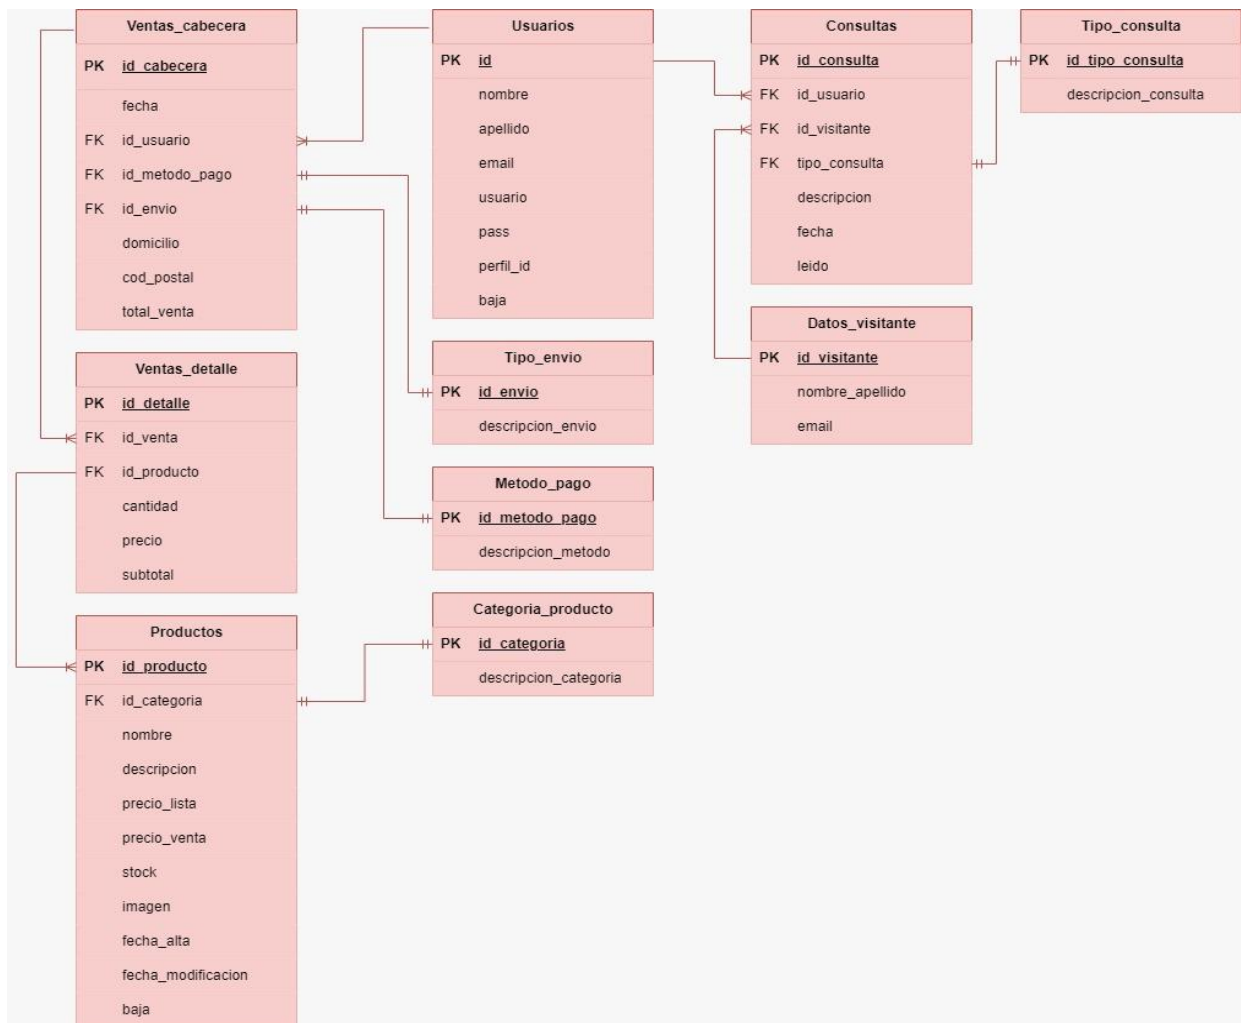 Ventas_cabecera
PK id_cabecera
fecha
FK id_usuario
FK id_metodo_pago
FK id_envio
domicilio
cod_postal
total_venta
Ventas_detalle
PK id_detalle
FK id_venta
FK id_producto
cantidad
precio
subtotal
Productos
PK id_producto
FK id_categoria
nombre
descripcion
precio_lista
precio_venta
stock
imagen
fecha_alta
fecha_modificacion
baja
Usuarios
PK id
nombre
apellido
email
usuario
pass
perfil_id
baja
Tipo_envio
PK id_envio
descripcion_envio
Metodo_pago
PK id_metodo_pago
descripcion_metodo
Categoria_producto
PK id_categoria
descripcion_categoria
Consultas
PK id_consulta
FK id_usuario
FK id_visitante
FK tipo_consulta
descripcion
fecha
leido
Datos_visitante
PK id_visitante
nombre_apellido
email
Tipo_consulta
PK id_tipo_consulta
descripcion_consulta